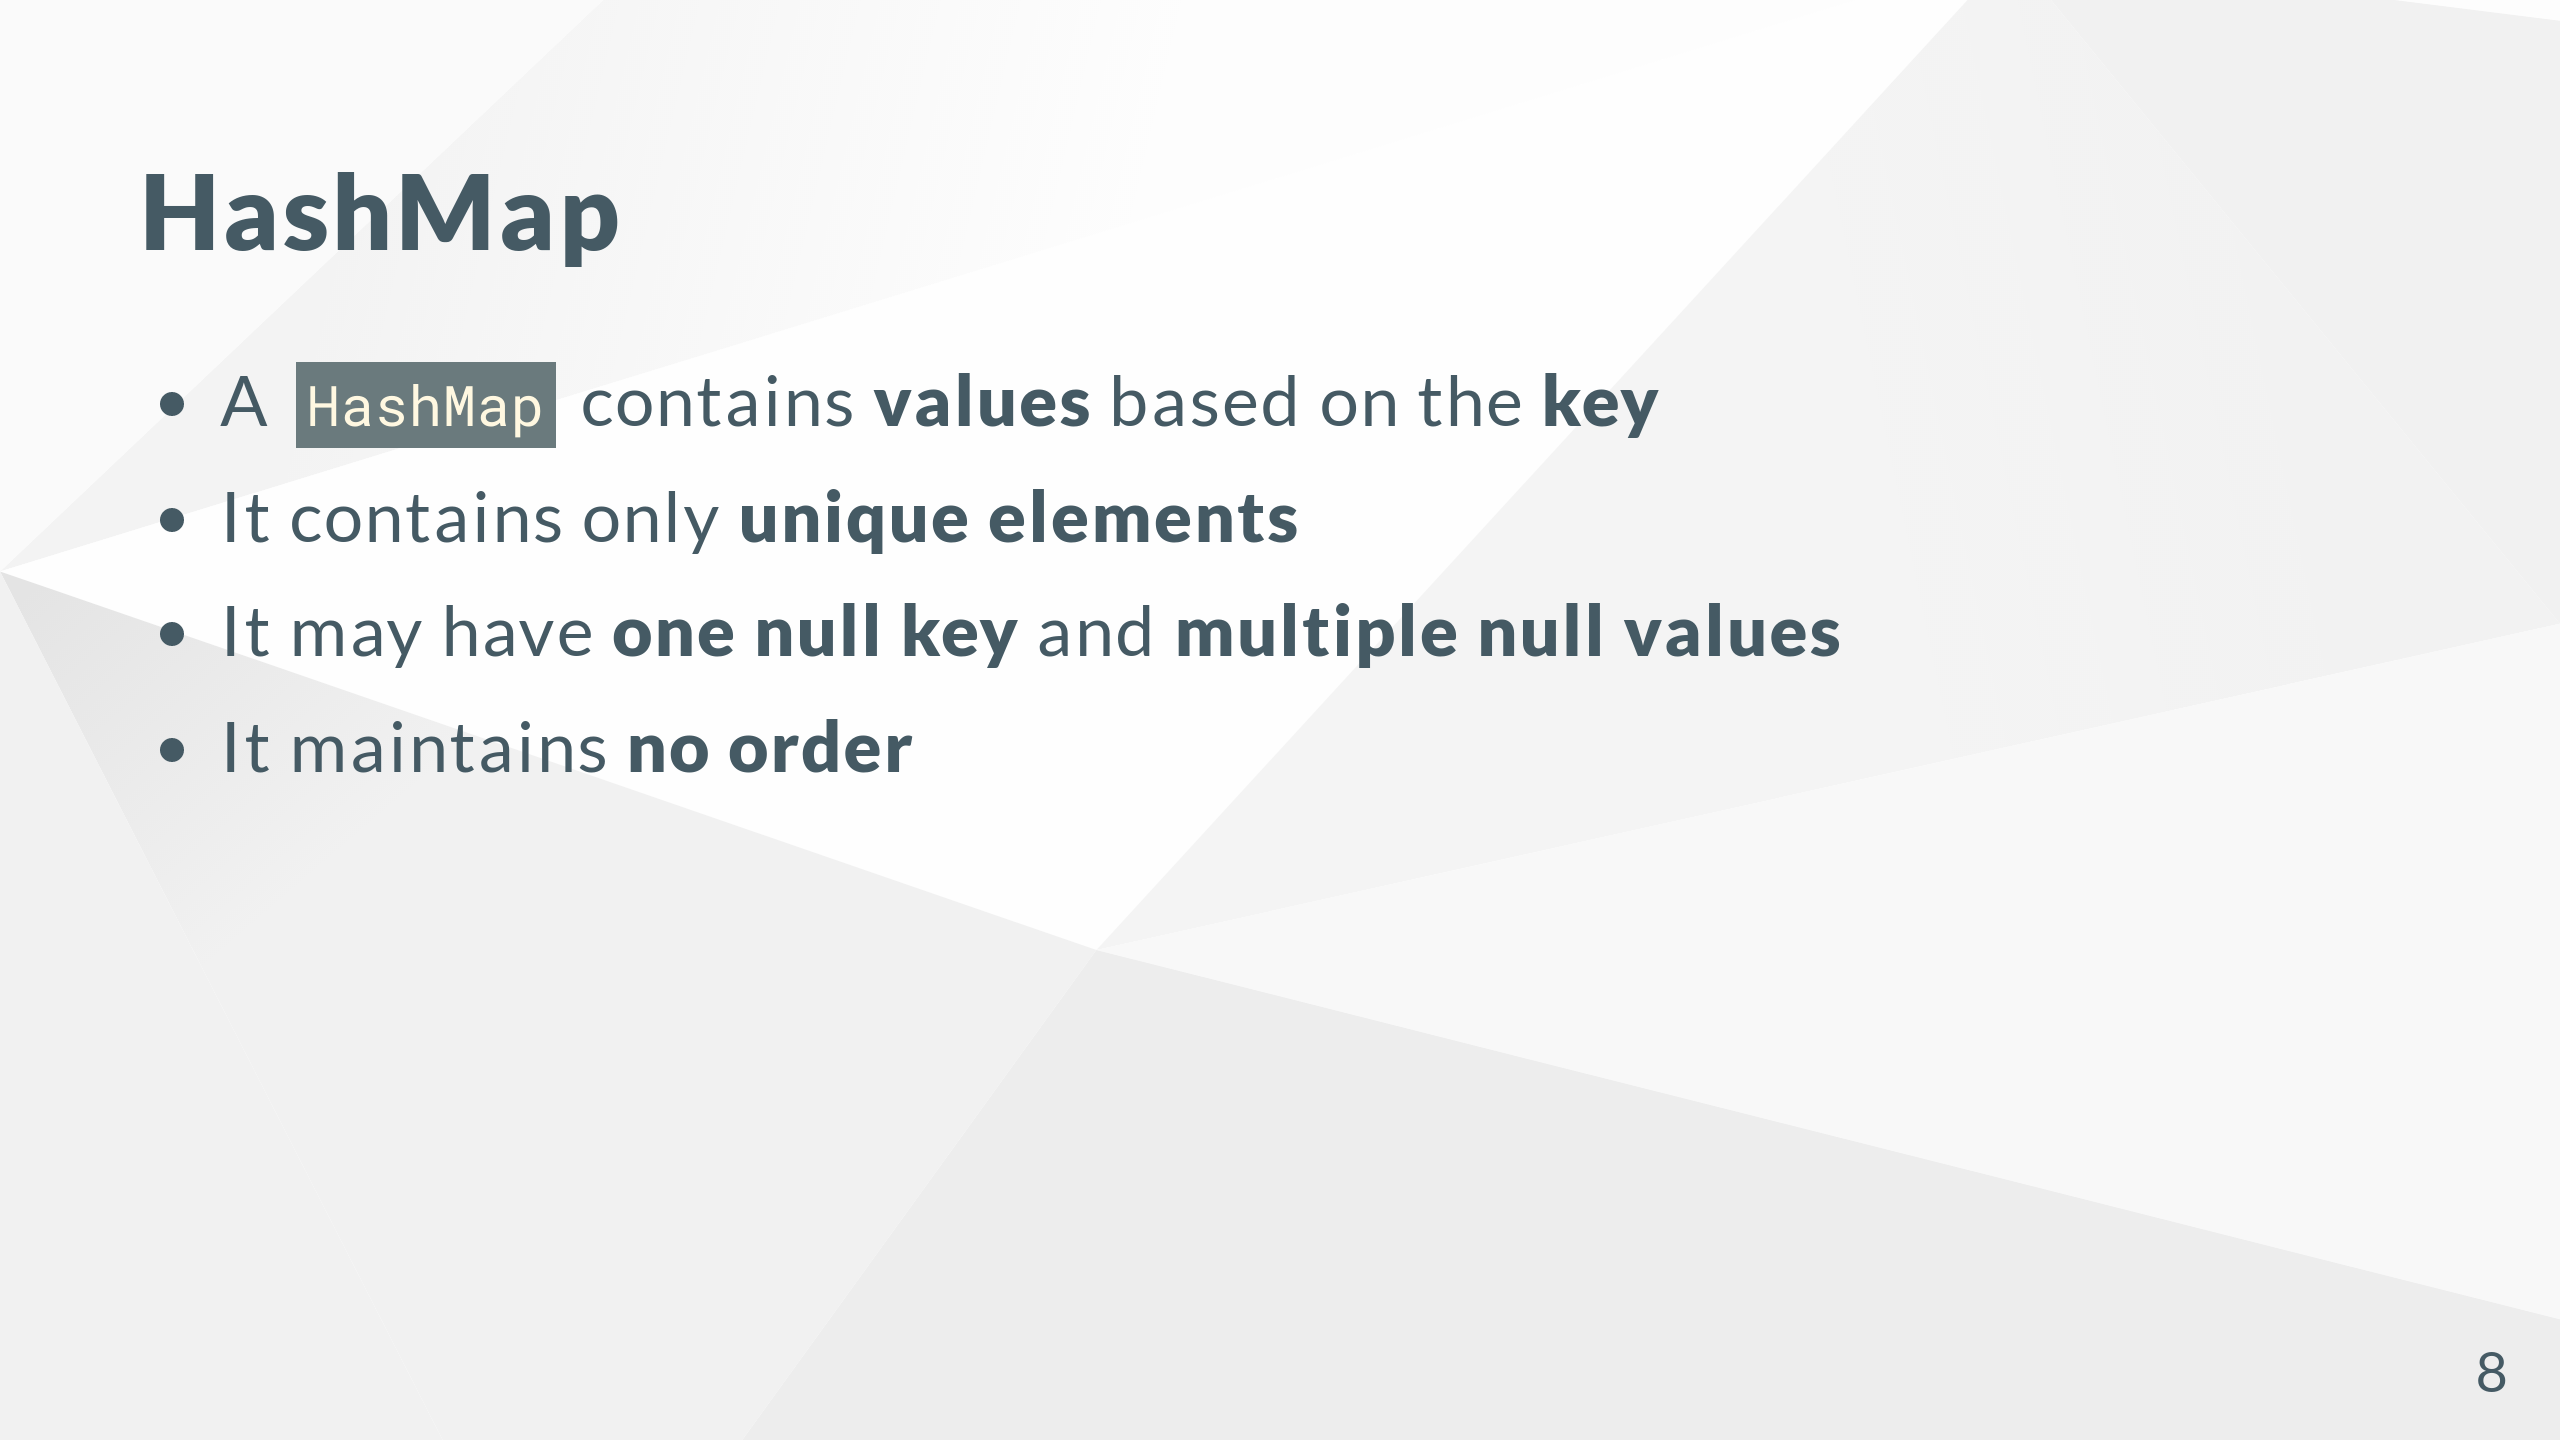 HashMap
A HashMap contains values based on the key
It contains only unique elements
It may have one null key and multiple null values
It maintains no order
8